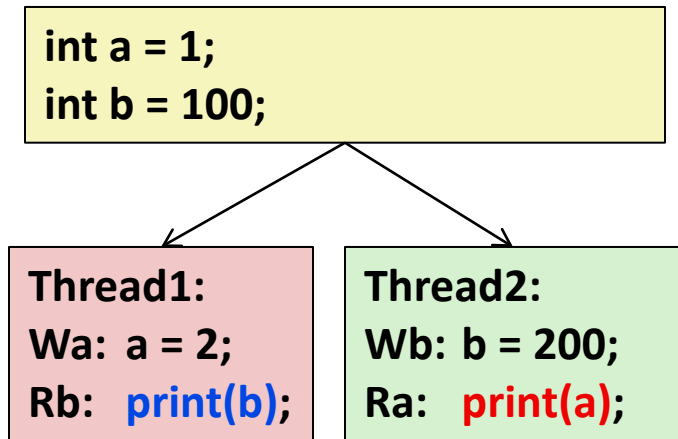 int a = 1;
int b = 100;
Thread1:
Wa: a = 2;
Rb: print(b);
Thread2:
Wb: b = 200;
Ra: print(a);